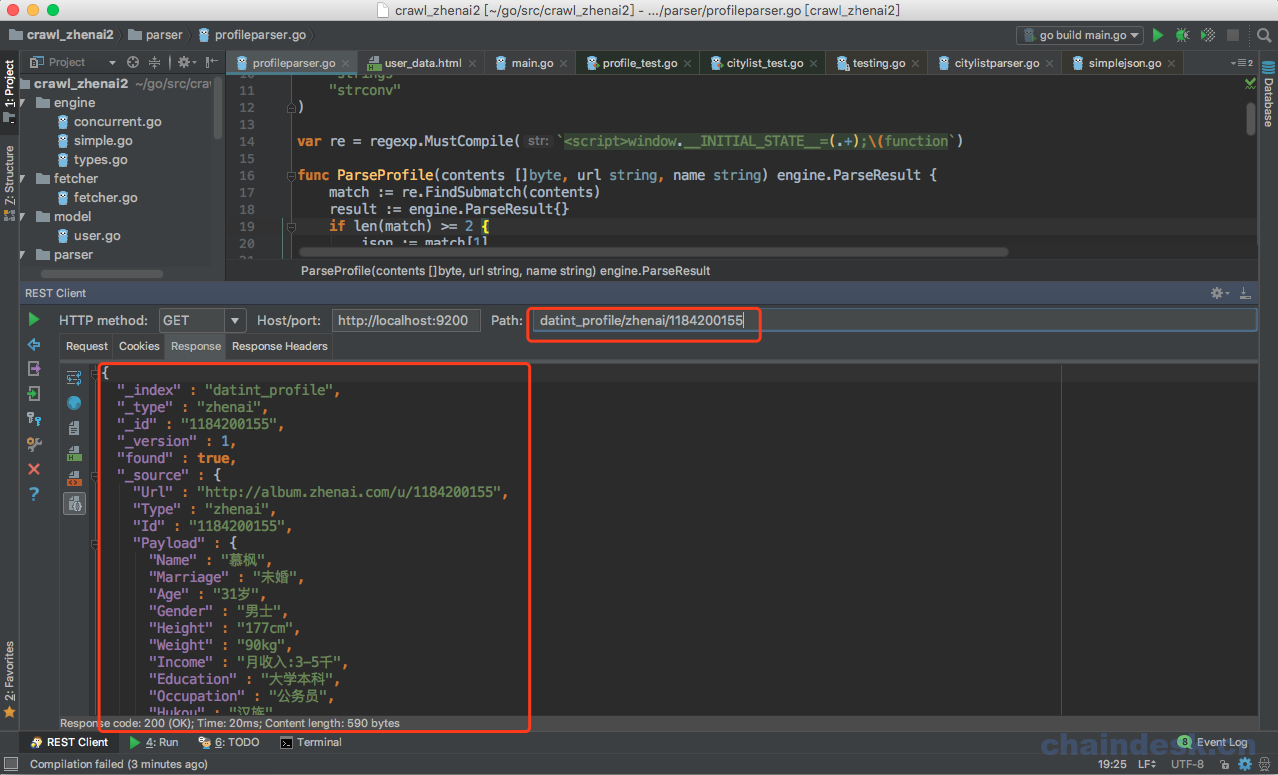 crawl_zhenai2 [~/go/src/crawl_zhenai2] - .../parser/profileparser.go [crawl_zhenai2]
crawl_zhenai2 parser profileparser.go go build main.go
1: Project
Z: Structure
2: Favorites
Database
Project
profileparser.go user_data.html main.go profile_test.go citylist_test.go testing.go citylistparser.go simplejson.go 2
crawl_zhenai2 ~/go/src/cra
engine
concurrent.go
simple.go
types.go
fetcher
fetcher.go
model
user.go
parser
10 "strings"
11 "strconv"
12 )
13
14 var re = regexp.MustCompile( str: `<script>window.__INITIAL_STATE__=(.+);\(function`)
15
16 func ParseProfile(contents []byte, url string, name string) engine.ParseResult {
17 match := re.FindSubmatch(contents)
18 result := engine.ParseResult{}
19 if len(match) >= 2 {
20 json := match[1]
21
ParseProfile(contents []byte, url string, name string) engine.ParseResult
REST Client
HTTP method: GET Host/port: http://localhost:9200 Path: datint_profile/zhenai/1184200155
Request Cookies Response Response Headers
{
"_index" : "datint_profile",
"_type" : "zhenai",
"_id" : "1184200155",
"_version" : 1,
"found" : true,
"_source" : {
"Url" : "http://album.zhenai.com/u/1184200155",
"Type" : "zhenai",
"Id" : "1184200155",
"Payload" : {
"Name" : "慕枫",
"Marriage" : "未婚",
"Age" : "31岁",
"Gender" : "男士",
"Height" : "177cm",
"Weight" : "90kg",
"Income" : "月收入:3-5千",
"Education" : "大学本科",
"Occupation" : "公务员",
"Hukou" : "汉族"
Response code: 200 (OK); Time: 20ms; Content length: 590 bytes
REST Client 4: Run 6: TODO Terminal 8 Event Log
chaindesk.cn
Compilation failed (3 minutes ago) 19:25 LF÷ UTF-8